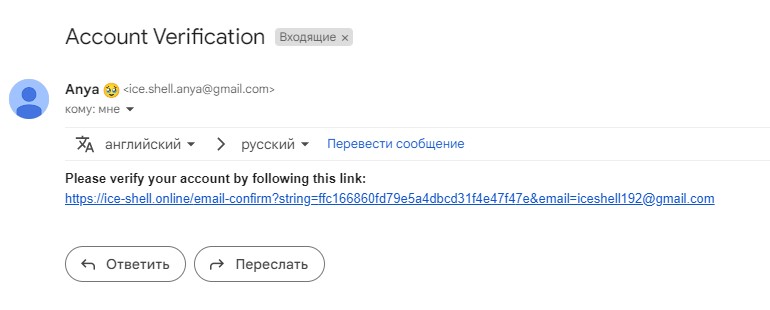 Account Verification Входящие ×
Anya 🥹 <ice.shell.anya@gmail.com>
кому: мне
английский > русский Перевести сообщение
Please verify your account by following this link:
https://ice-shell.online/email-confirm?string=ffc166860fd79e5a4dbcd31f4e47f47e&email=iceshell192@gmail.com
Ответить Переслать